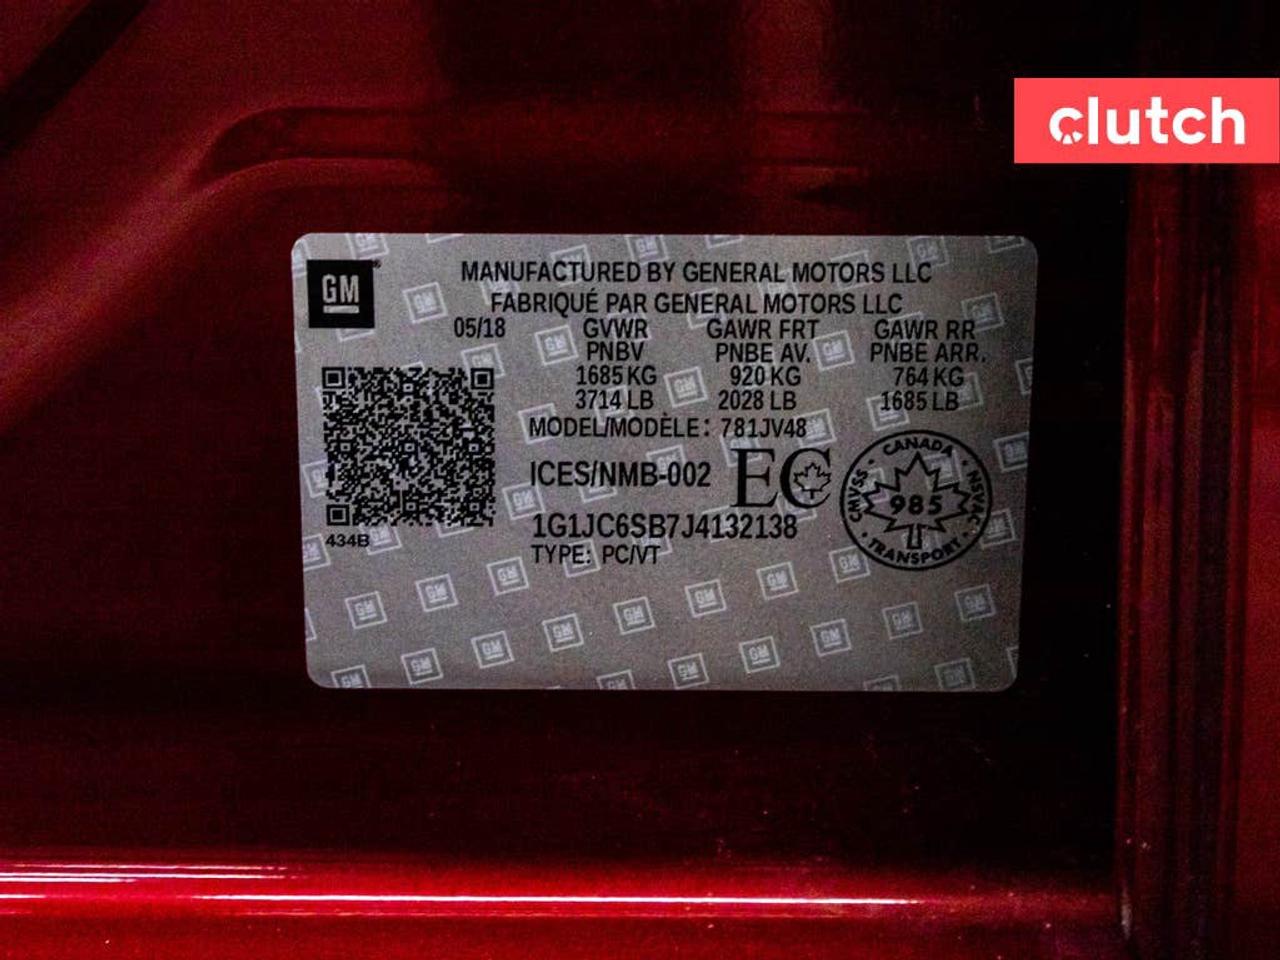 clutch
GM
MANUFACTURED BY GENERAL MOTORS LLC
FABRIQUÉ PAR GENERAL MOTORS LLC
05/18 GVWR GAWR FRT GAWR RR
PNBV PNBE AV. PNBE ARR.
1685 KG 920 KG 764 KG
3714 LB 2028 LB 1685 LB
MODEL/MODÈLE: 781JV48
ICES/NMB-002 EC
1G1JC6SB7J4132138
TYPE: PC/VT
434B
CANADA
CMVSS 985 NSVAC
TRANSPORT